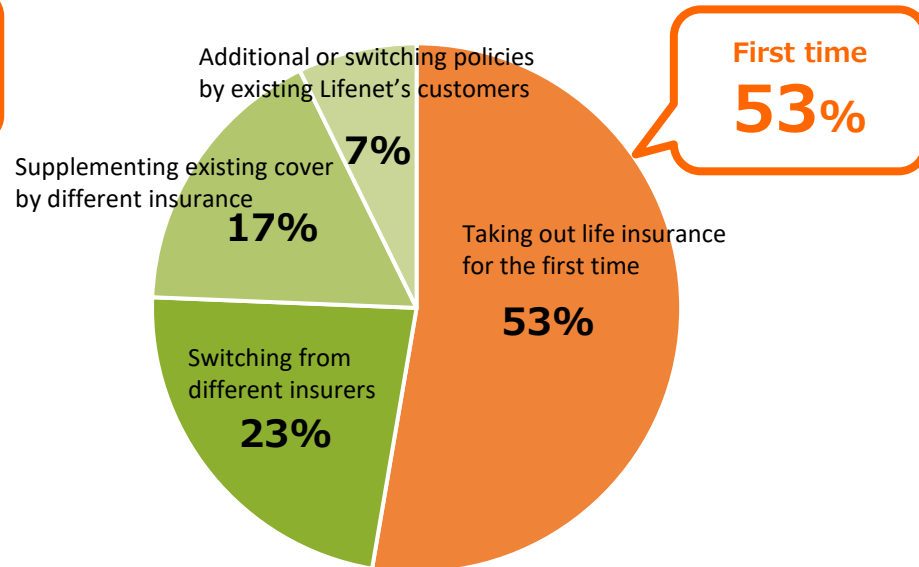 First time
53%
Additional or switching policies
by existing Lifenet’s customers
7%
Supplementing existing cover
by different insurance
17%
Taking out life insurance
for the first time
53%
Switching from
different insurers
23%